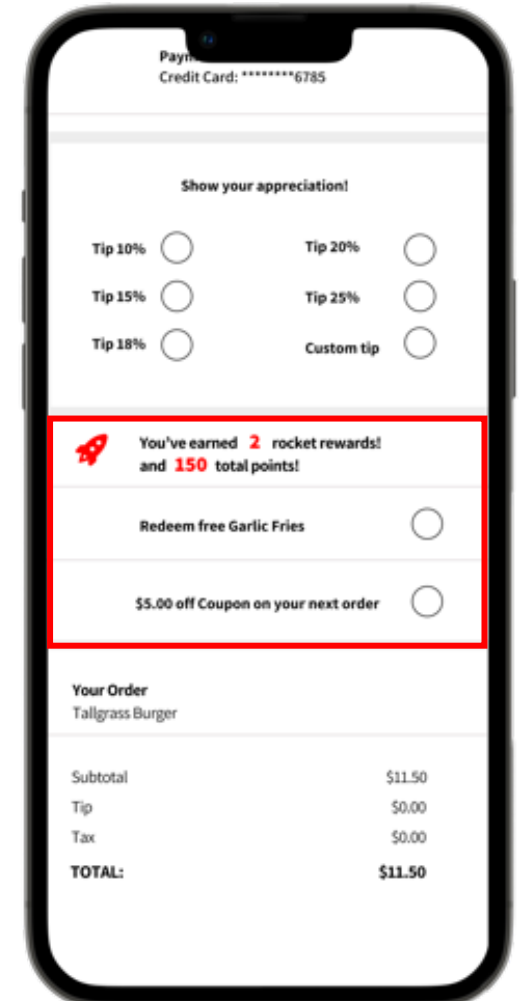 Credit Card: ********6785
Show your appreciation!
Tip 10%
Tip 20%
Tip 15%
Tip 25%
Tip 18%
Custom tip
You've earned 2 rocket rewards!
and 150 total points!
Redeem free Garlic Fries
$5.00 off Coupon on your next order
Your Order
Tallgrass Burger
Subtotal $11.50
Tip $0.00
Tax $0.00
TOTAL: $11.50